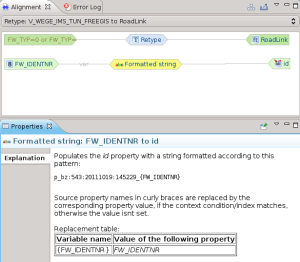 Alignment
Error Log
Retype: V_WEGE_IMS_TUN_FREEGIS to RoadLink
FW_TYP=0 or FW_TYP=
Retype
RoadLink
FW_IDENTNR
var
Formatted string
id
Properties
Formatted string: FW_IDENTNR to id
Explanation
Populates the id property with a string formatted according to this
pattern:
p_bz:543:20111019:145229_{FW_IDENTNR}
Source property names in curly braces are replaced by the
corresponding property value, if the context condition/index matches,
otherwise the value isnt set.
Replacement table:
Variable name Value of the following property
{FW_IDENTNR} FW_IDENTNR